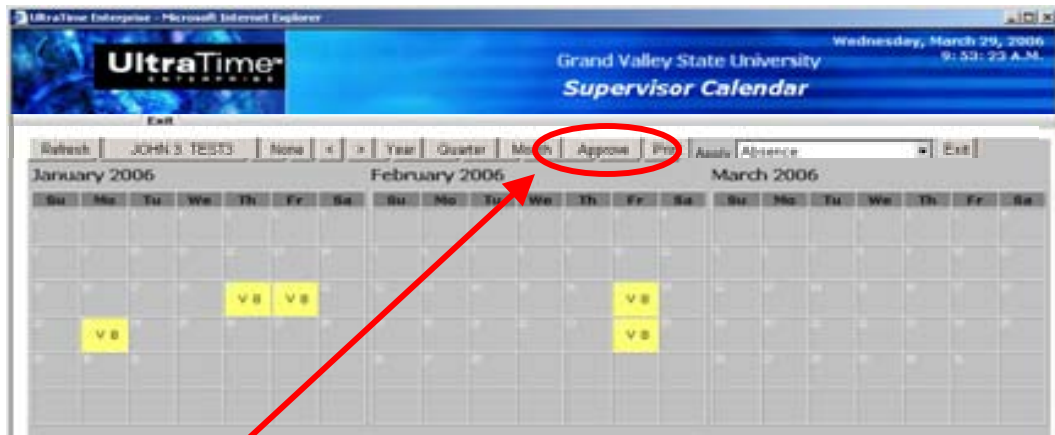 UltraTime Enterprise - Microsoft Internet Explorer
UltraTime
ENTERPRISE
Wednesday, March 29, 2006
9:53:23 A.M.
Grand Valley State University
Supervisor Calendar
Exit
Refresh JOHN S. TEST3 None < > Year Quarter Month Approve Print Apply Absence Exit
January 2006 February 2006 March 2006
Su Mo Tu We Th Fr Sa Su Mo Tu We Th Fr Sa Su Mo Tu We Th Fr Sa
V 8 V 8 V 8
V 8 V 8